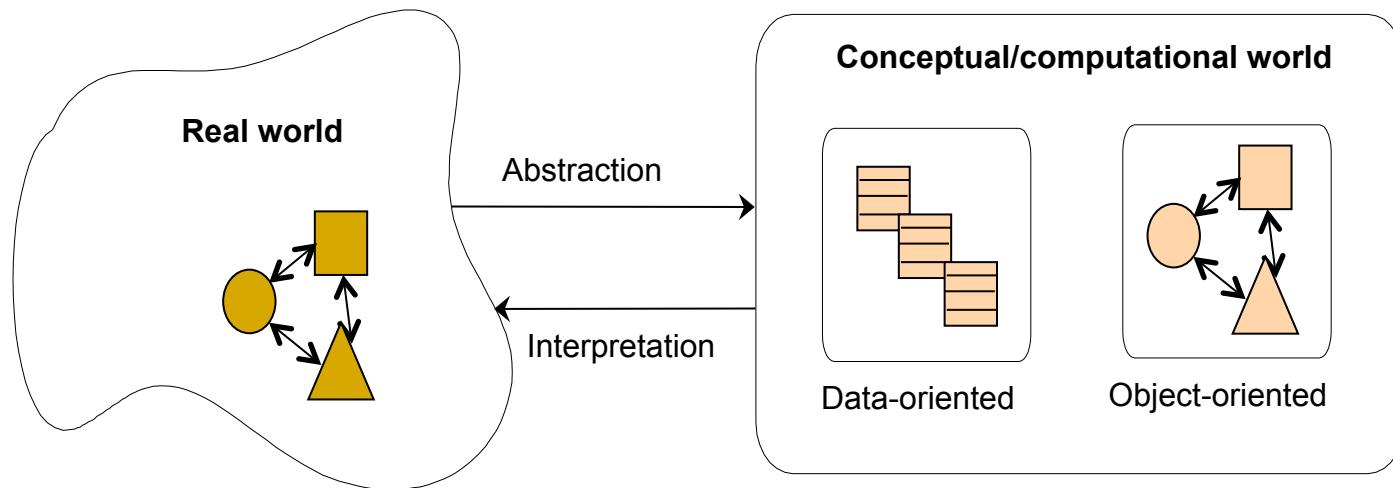 Conceptual/computational world
Real world
Abstraction
Interpretation
Data-oriented
Object-oriented